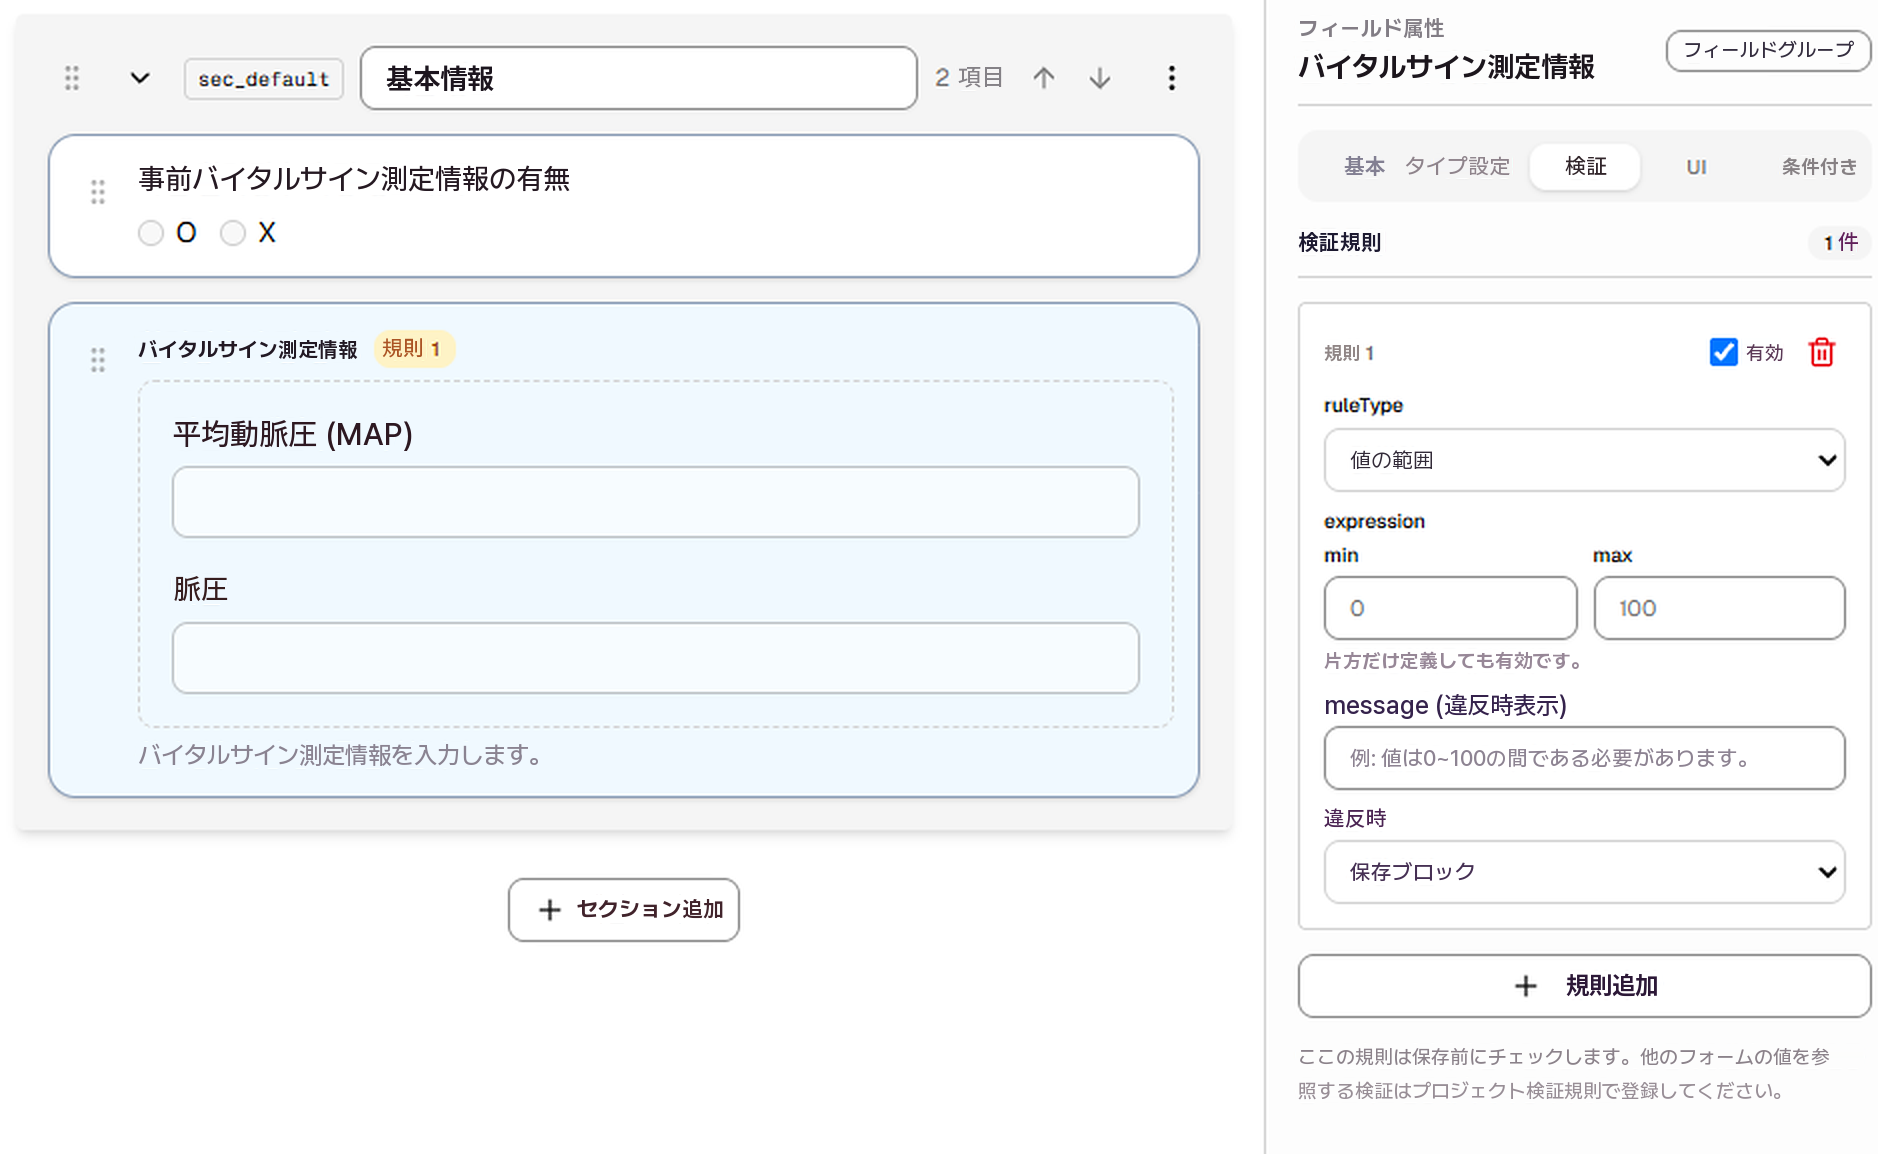 sec_default
基本情報
2 項目
事前バイタルサイン測定情報の有無
O
X
バイタルサイン測定情報
規則 1
平均動脈圧 (MAP)
脈圧
バイタルサイン測定情報を入力します。
セクション追加
フィールド属性
バイタルサイン測定情報
フィールドグループ
基本
タイプ設定
検証
UI
条件付き
検証規則
1 件
規則 1
有効
ruleType
値の範囲
expression
min
max
0
100
片方だけ定義しても有効です。
message (違反時表示)
例: 値は0~100の間である必要があります。
違反時
保存ブロック
規則追加
ここの規則は保存前にチェックします。他のフォームの値を参
照する検証はプロジェクト検証規則で登録してください。